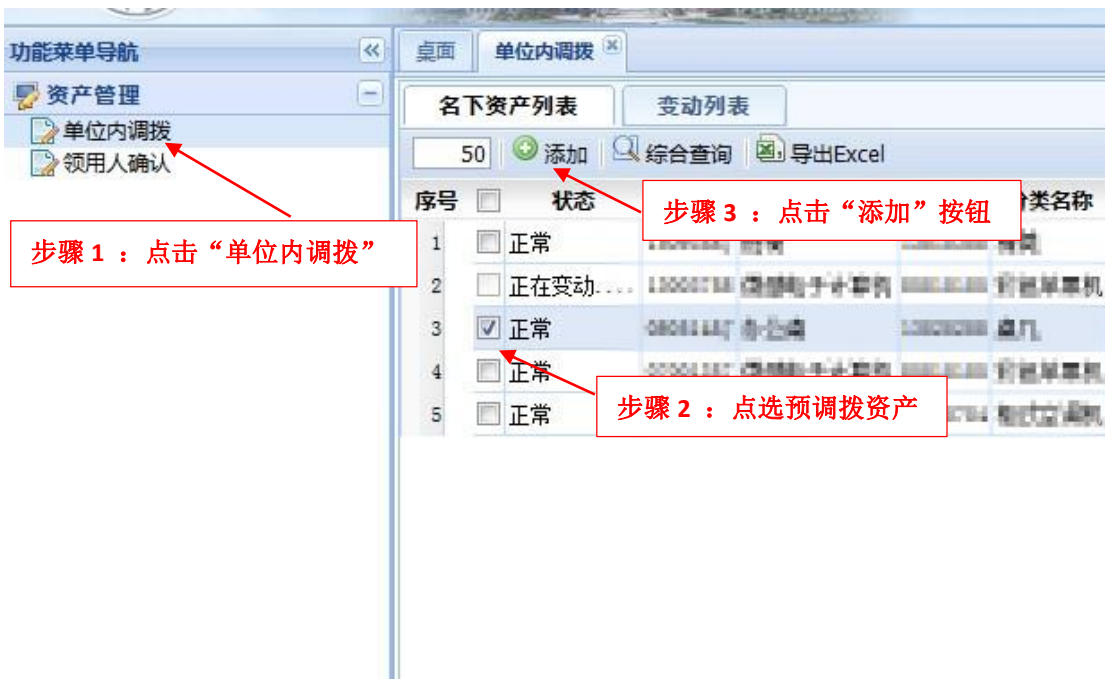 功能菜单导航
桌面 单位内调拨
资产管理
名下资产列表 变动列表
单位内调拨
领用人确认
50 添加 综合查询 导出Excel
序号 状态 类名称
步骤 3 ：点击“添加”按钮
步骤 1 ：点击“单位内调拨”
1 正常
2 正在变动....
3 正常
4 正常
步骤 2 ：点选预调拨资产
5 正常